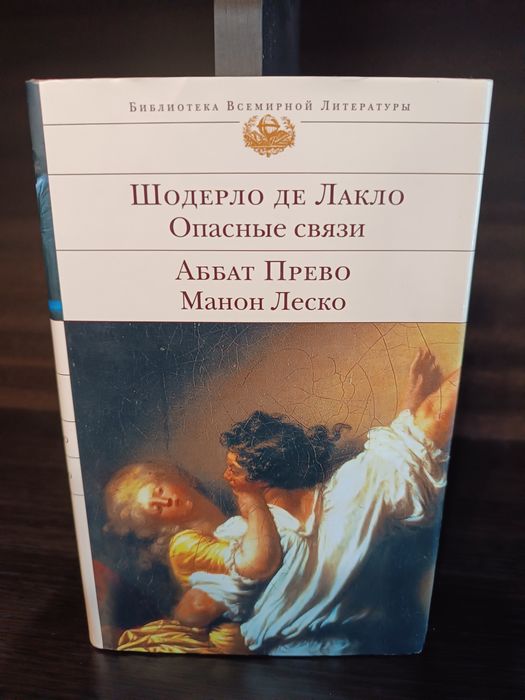 Библиотека Всемирной Литературы
Шодерло де Лакло
Опасные связи
Аббат Прево
Манон Леско